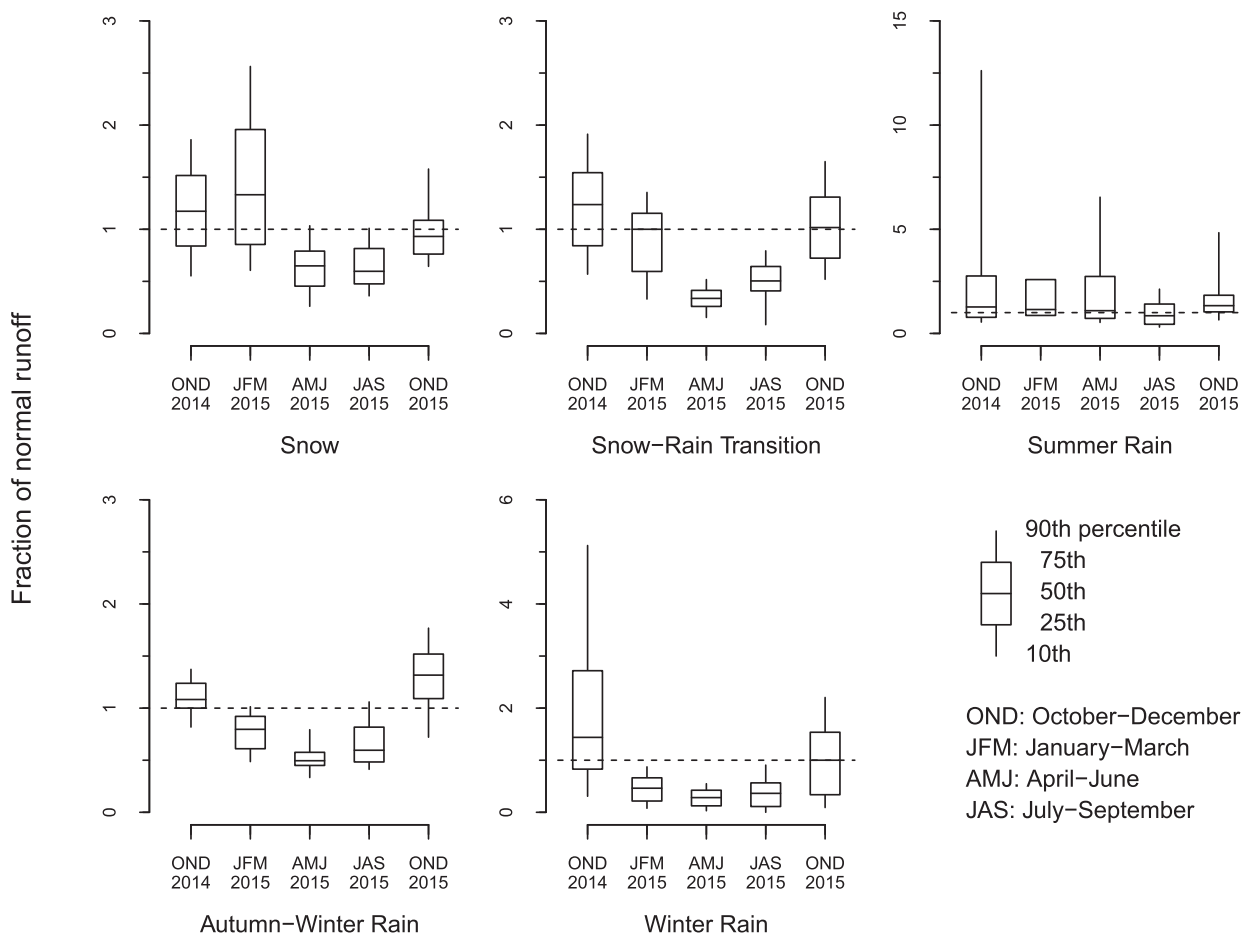 Fraction of normal runoff
3
2
1
0
OND JFM AMJ JAS OND
2014 2015 2015 2015 2015
Snow
3
2
1
0
OND JFM AMJ JAS OND
2014 2015 2015 2015 2015
Snow−Rain Transition
15
10
5
0
OND JFM AMJ JAS OND
2014 2015 2015 2015 2015
Summer Rain
3
2
1
0
OND JFM AMJ JAS OND
2014 2015 2015 2015 2015
Autumn−Winter Rain
6
4
2
0
OND JFM AMJ JAS OND
2014 2015 2015 2015 2015
Winter Rain
90th percentile
75th
50th
25th
10th
OND: October−December
JFM: January−March
AMJ: April−June
JAS: July−September